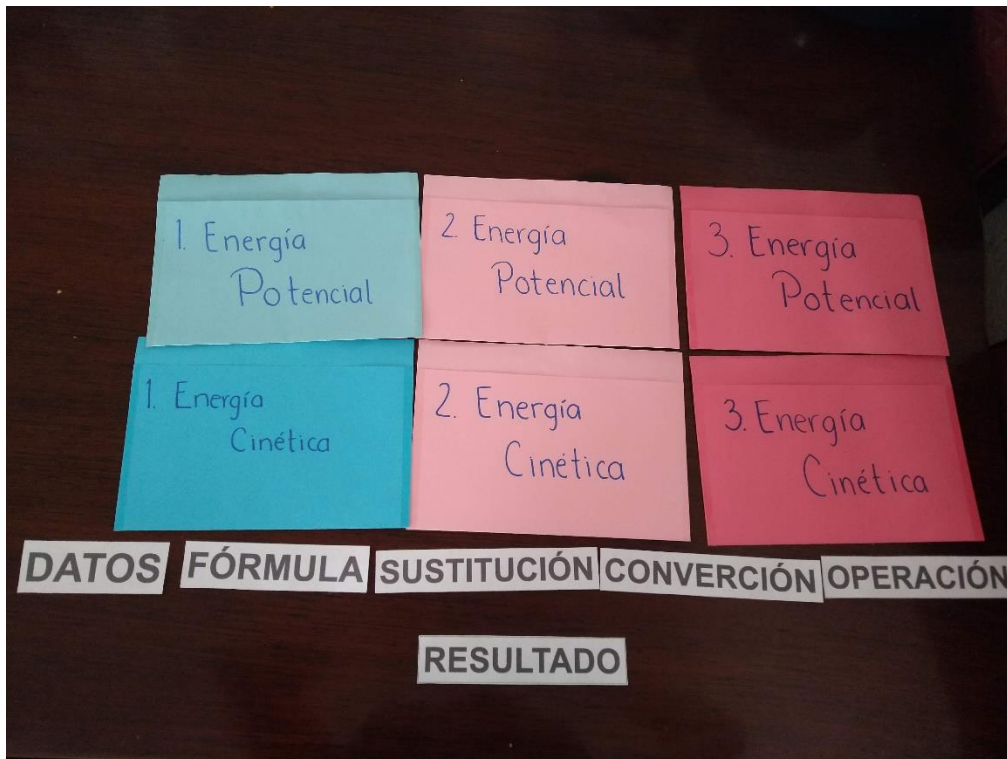 1. Energía
Potencial
2. Energía
Potencial
3. Energía
Potencial
1. Energía
Cinética
2. Energía
Cinética
3. Energía
Cinética
DATOS FÓRMULA SUSTITUCIÓN CONVERCIÓN OPERACIÓN
RESULTADO